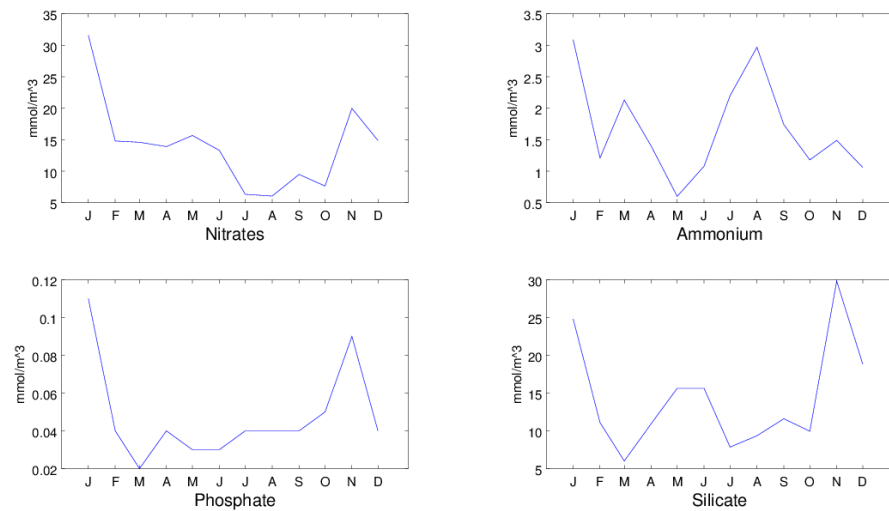 35
30
25
20
15
10
5
mmol/m^3
J F M A M J J A S O N D
Nitrates
3.5
3
2.5
2
1.5
1
0.5
mmol/m^3
J F M A M J J A S O N D
Ammonium
0.12
0.1
0.08
0.06
0.04
0.02
mmol/m^3
J F M A M J J A S O N D
Phosphate
30
25
20
15
10
5
mmol/m^3
J F M A M J J A S O N D
Silicate